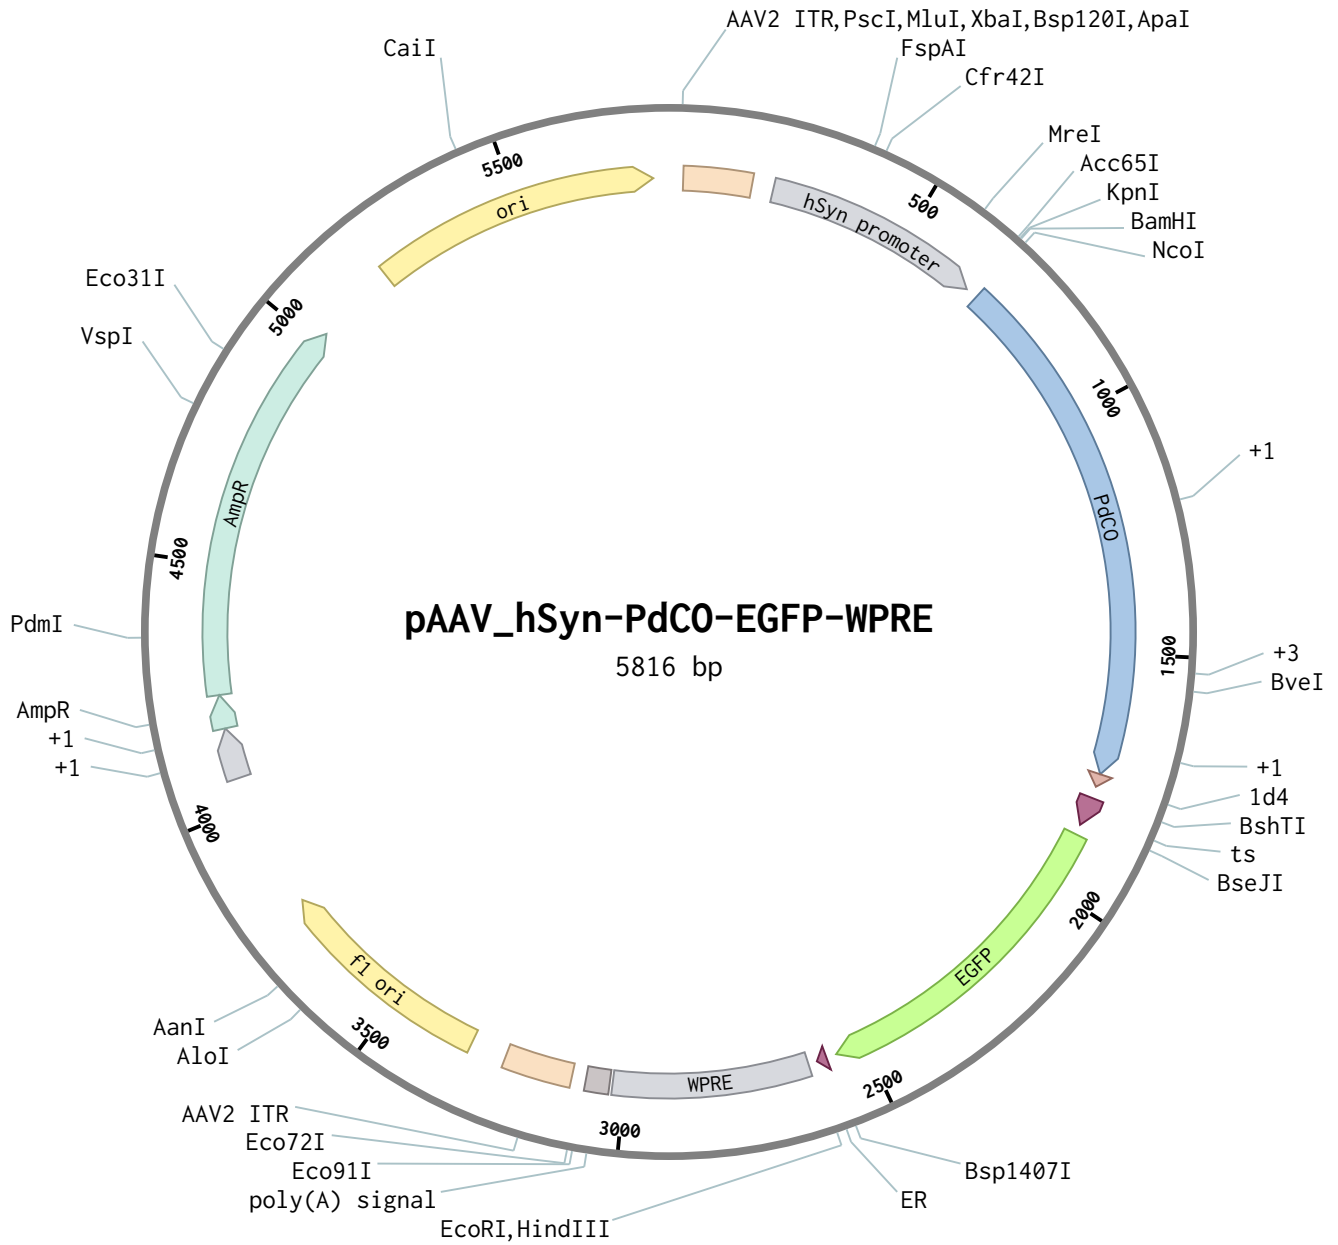 AAV2 ITR,PscI,MluI,XbaI,Bsp120I,ApaI
CaiI
FspAI
Cfr42I
MreI
Acc65I
KpnI
BamHI
NcoI
5500
500
ori
hSyn promoter
Eco31I
5000
VspI
1000
+1
AmpR
PdCO
4500
pAAV_hSyn-PdCO-EGFP-WPRE
5816 bp
PdmI
1500
+3
BveI
AmpR
+1
+1
+1
1d4
BshTI
ts
BseJI
4000
2000
EGFP
f1 ori
AanI
3500
AloI
WPRE
2500
AAV2 ITR
3000
Eco72I
Eco91I
Bsp1407I
poly(A) signal
ER
EcoRI,HindIII